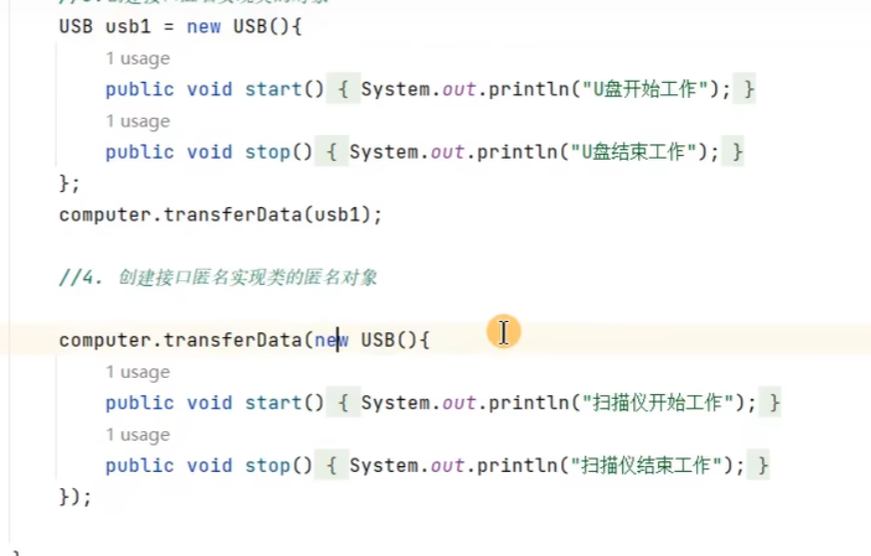 USB usb1 = new USB(){
1 usage
public void start() { System.out.println("U盘开始工作"); }
1 usage
public void stop() { System.out.println("U盘结束工作"); }
};
computer.transferData(usb1);
//4. 创建接口匿名实现类的匿名对象
computer.transferData(new USB(){
1 usage
public void start() { System.out.println("扫描仪开始工作"); }
1 usage
public void stop() { System.out.println("扫描仪结束工作"); }
});